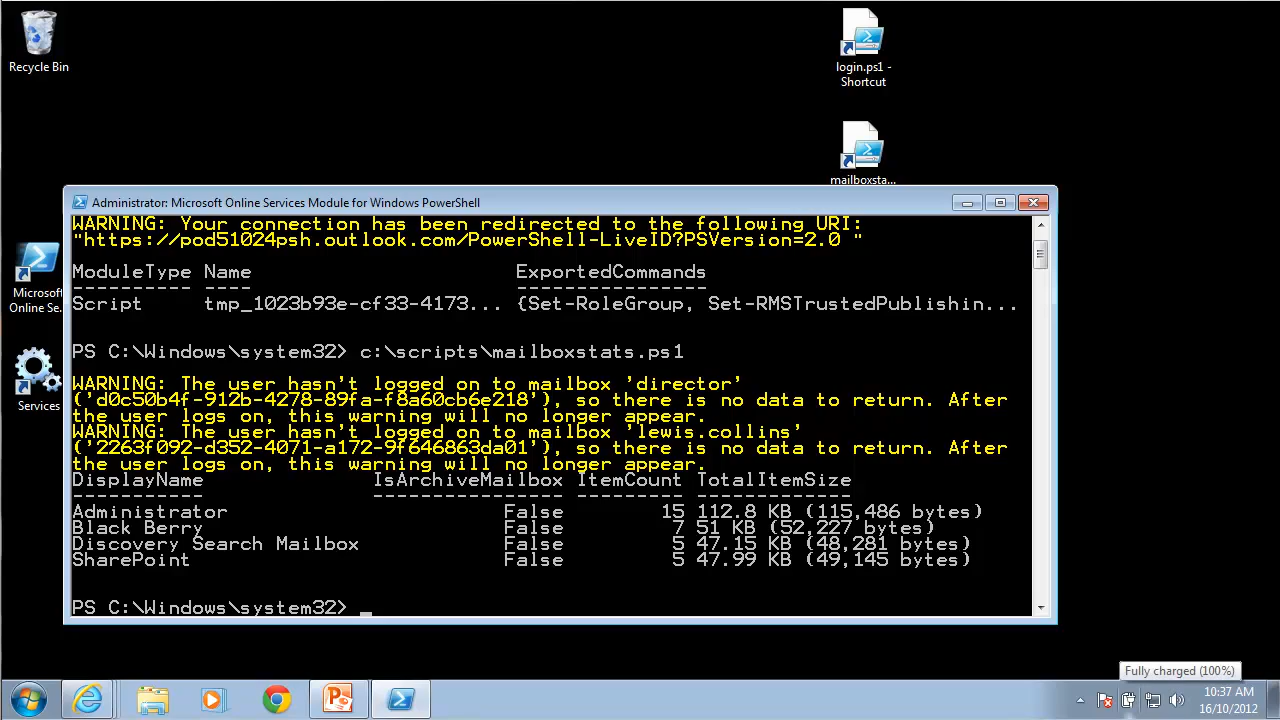 Recycle Bin
login.ps1 -
Shortcut
mailboxsta...
Microsoft
Online Se...
Services
Administrator: Microsoft Online Services Module for Windows PowerShell
WARNING: Your connection has been redirected to the following URI:
"https://pod51024psh.outlook.com/PowerShell-LiveID?PSVersion=2.0 "
ModuleType Name ExportedCommands
---------- ---- ----------------
Script tmp_1023b93e-cf33-4173... {Set-RoleGroup, Set-RMSTrustedPublishin...
PS C:\Windows\system32> c:\scripts\mailboxstats.ps1
WARNING: The user hasn't logged on to mailbox 'director'
('d0c50b4f-912b-4278-89fa-f8a60cb6e218'), so there is no data to return. After
the user logs on, this warning will no longer appear.
WARNING: The user hasn't logged on to mailbox 'lewis.collins'
('2263f092-d352-4071-a172-9f646863da01'), so there is no data to return. After
the user logs on, this warning will no longer appear.
DisplayName IsArchiveMailbox ItemCount TotalItemSize
----------- ---------------- --------- -------------
Administrator False 15 112.8 KB (115,486 bytes)
Black Berry False 7 51 KB (52,227 bytes)
Discovery Search Mailbox False 5 47.15 KB (48,281 bytes)
SharePoint False 5 47.99 KB (49,145 bytes)
PS C:\Windows\system32> _
Fully charged (100%)
10:37 AM
16/10/2012